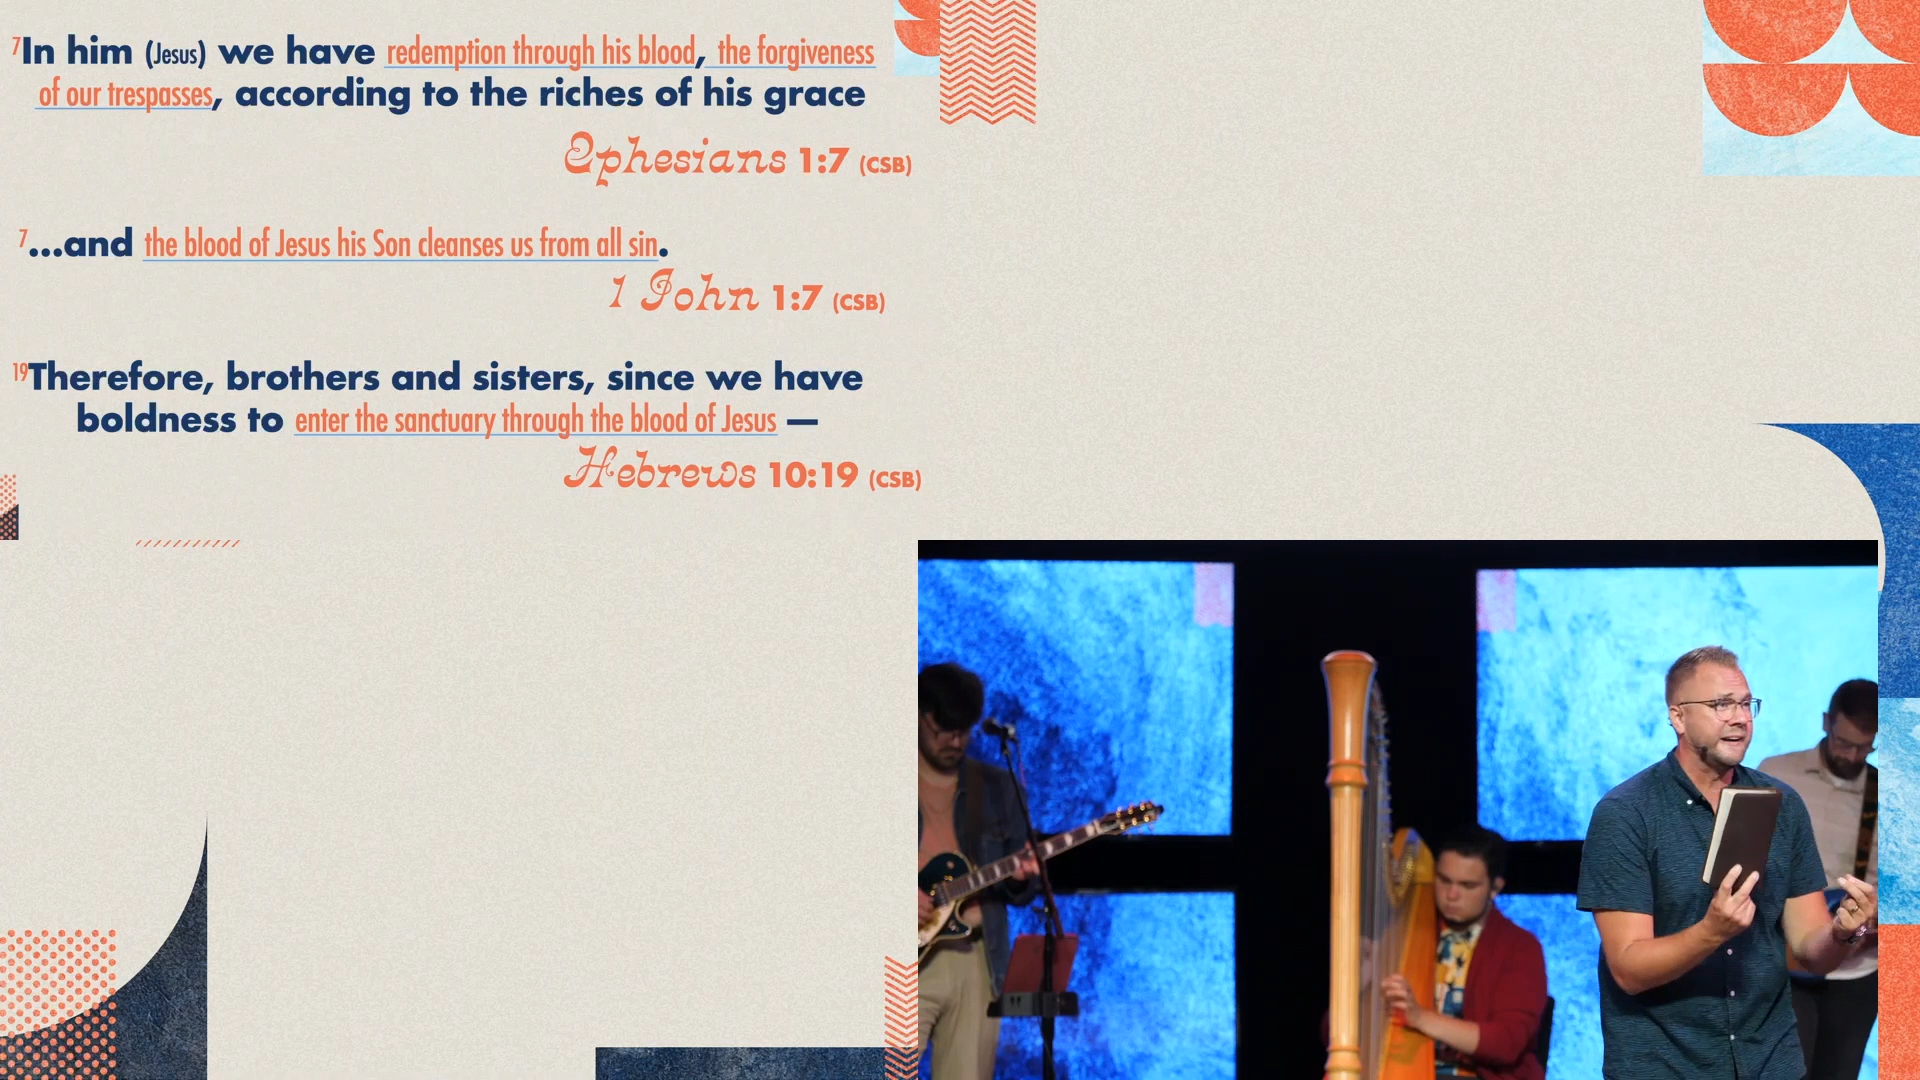 7In him (Jesus) we have redemption through his blood, the forgiveness
of our trespasses, according to the riches of his grace
Ephesians 1:7 (CSB)
7...and the blood of Jesus his Son cleanses us from all sin.
1 John 1:7 (CSB)
19Therefore, brothers and sisters, since we have
boldness to enter the sanctuary through the blood of Jesus —
Hebrews 10:19 (CSB)